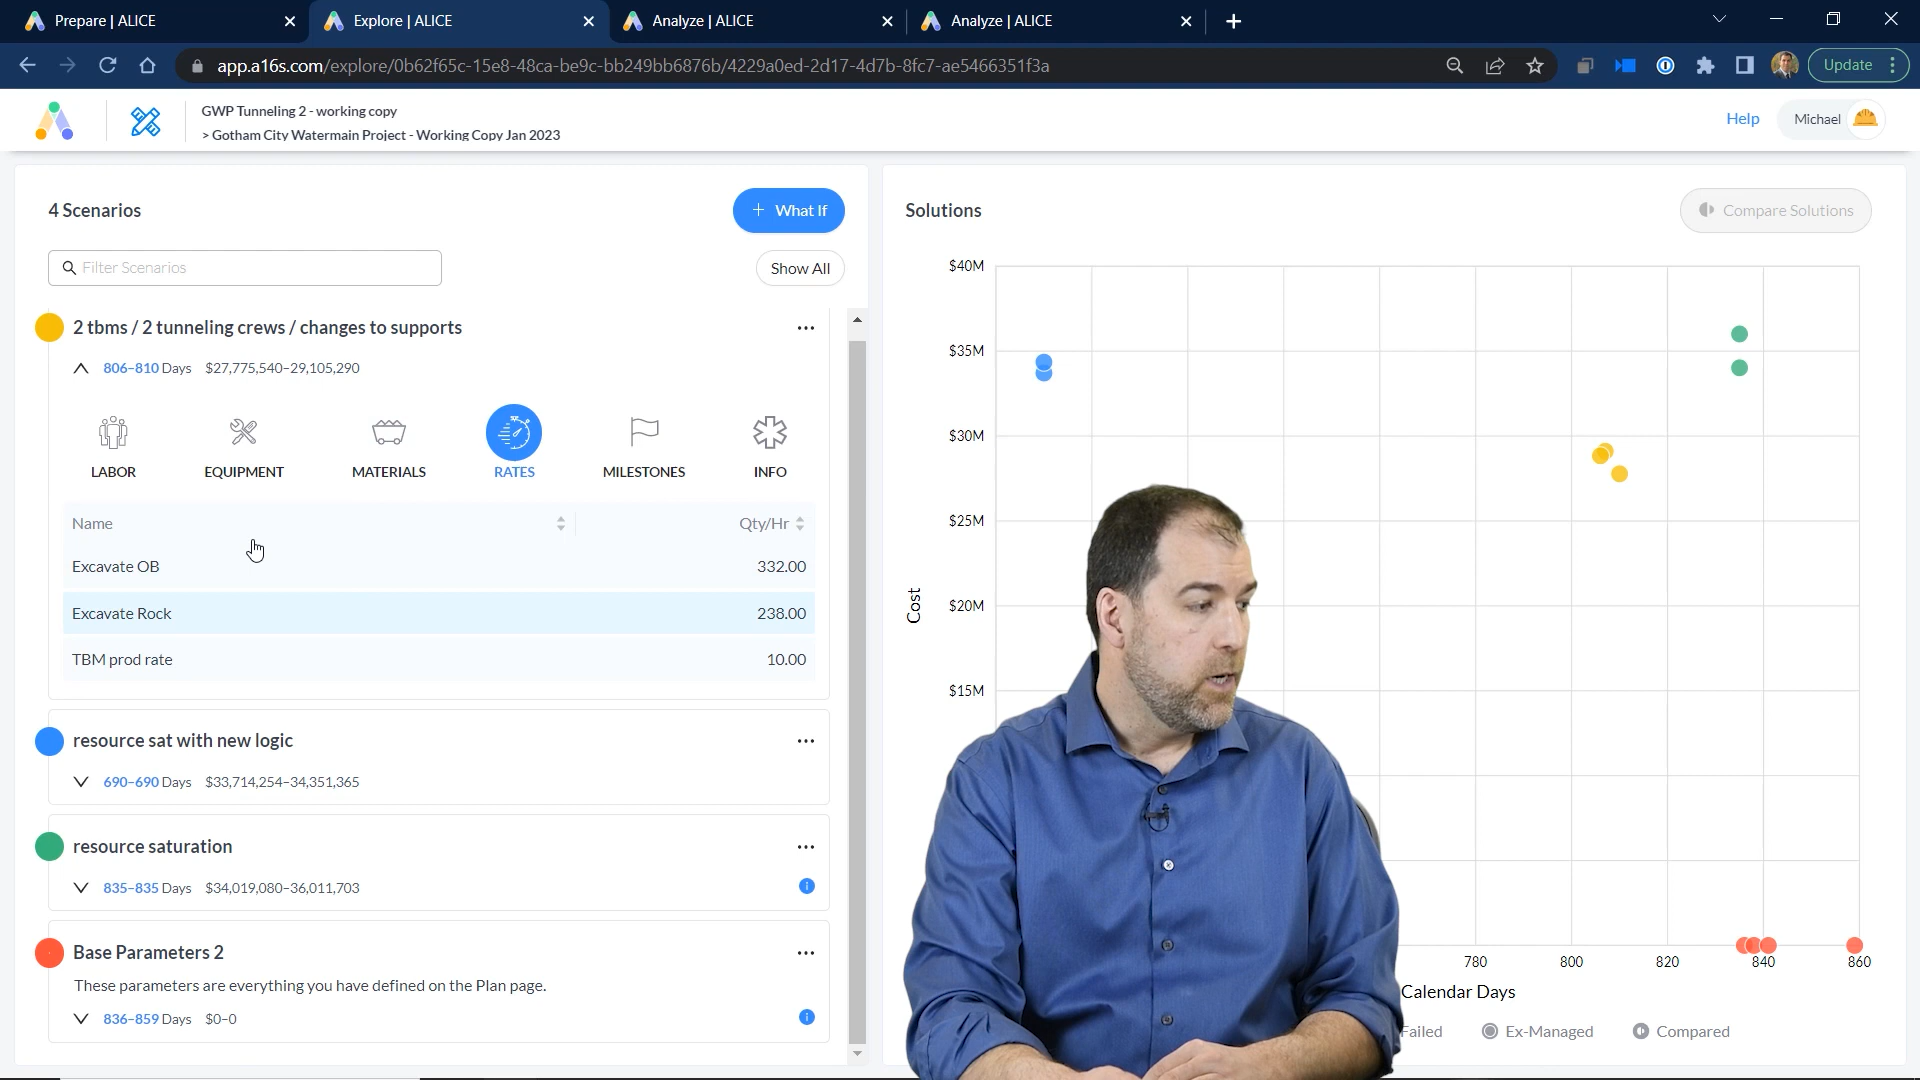 Prepare | ALICE
Explore | ALICE
Analyze | ALICE
Analyze | ALICE
app.a16s.com/explore/0b62f65c-15e8-48ca-be9c-bb249bb6876b/4229a0ed-2d17-4d7b-8fc7-ae5466351f3a
Update
GWP Tunneling 2 - working copy
> Gotham City Watermain Project - Working Copy Jan 2023
Help
Michael
4 Scenarios
+ What If
Filter Scenarios
Show All
2 tbms / 2 tunneling crews / changes to supports
806-810 Days $27,775,540-29,105,290
LABOR
EQUIPMENT
MATERIALS
RATES
MILESTONES
INFO
Name
Qty/Hr
Excavate OB
332.00
Excavate Rock
238.00
TBM prod rate
10.00
resource sat with new logic
690-690 Days $33,714,254-34,351,365
resource saturation
835-835 Days $34,019,080-36,011,703
Base Parameters 2
These parameters are everything you have defined on the Plan page.
836-859 Days $0-0
Solutions
Compare Solutions
$40M
$35M
$30M
$25M
$20M
$15M
Cost
780
800
820
840
860
Calendar Days
Failed
Ex-Managed
Compared